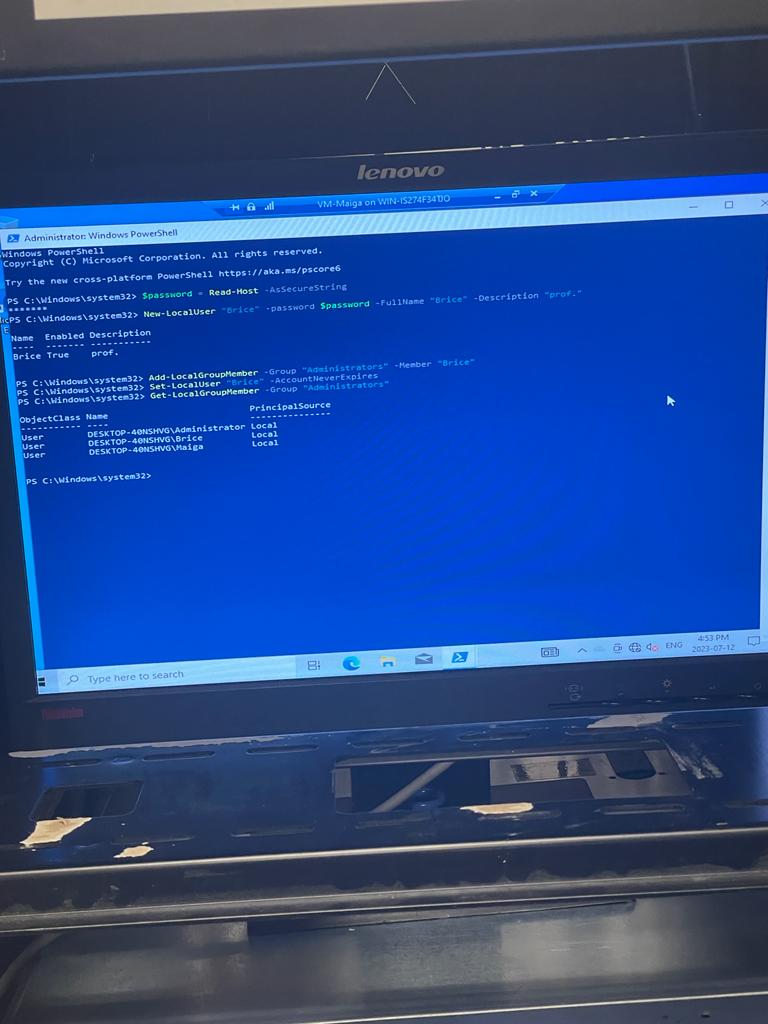 lenovo
VM-Maiga on WIN-IS274F341JO
Administrator: Windows PowerShell
Windows PowerShell
Copyright (C) Microsoft Corporation. All rights reserved.
Try the new cross-platform PowerShell https://aka.ms/pscore6
PS C:\Windows\system32> $password = Read-Host -AsSecureString
*******
PS C:\Windows\system32> New-LocalUser "Brice" -password $password -FullName "Brice" -Description "prof."
Name Enabled Description
---- ------- -----------
Brice True prof.
PS C:\Windows\system32> Add-LocalGroupMember -Group "Administrators" -Member "Brice"
PS C:\Windows\system32> Set-LocalUser "Brice" -AccountNeverExpires
PS C:\Windows\system32> Get-LocalGroupMember -Group "Administrators"
ObjectClass Name PrincipalSource
----------- ---- ---------------
User DESKTOP-40NSHVG\Administrator Local
User DESKTOP-40NSHVG\Brice Local
User DESKTOP-40NSHVG\Maiga Local
PS C:\Windows\system32>
Type here to search
ENG
4:53 PM
2023-07-12